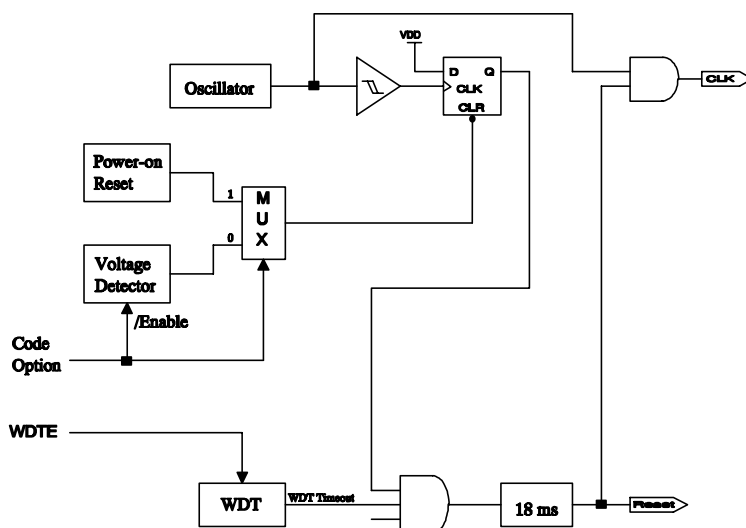 VDD
Oscillator
D Q
CLK
CLR
CLK
Power-on
Reset
1
M
U
X
0
Voltage
Detector
/Enable
Code
Option
WDTE
WDT
WDT Timeout
18 ms
Reset